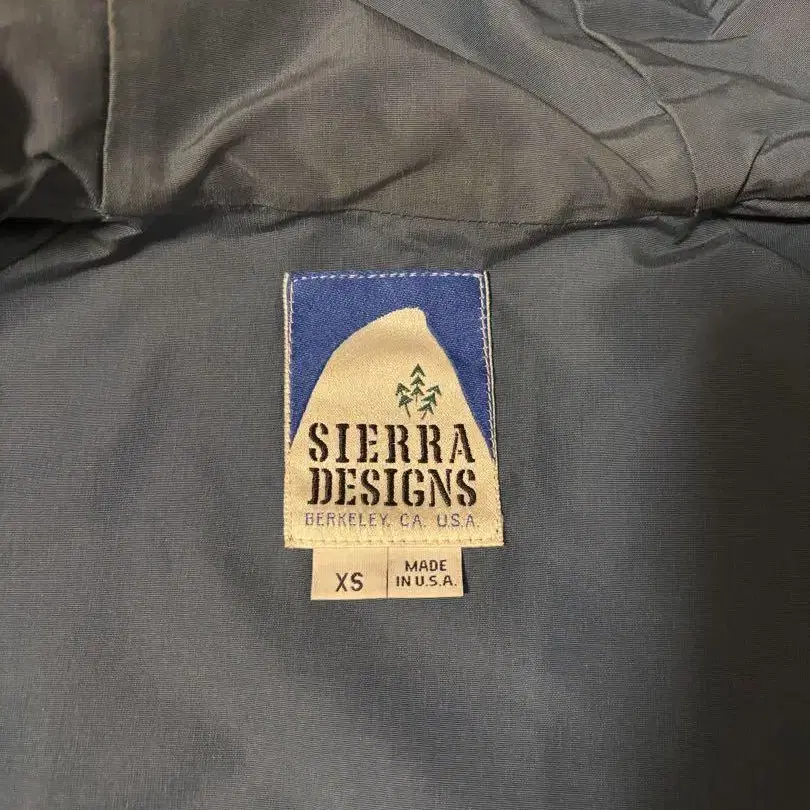 SIERRA
DESIGNS
BERKELEY, CA. U.S.A.
XS
MADE
IN U.S.A.